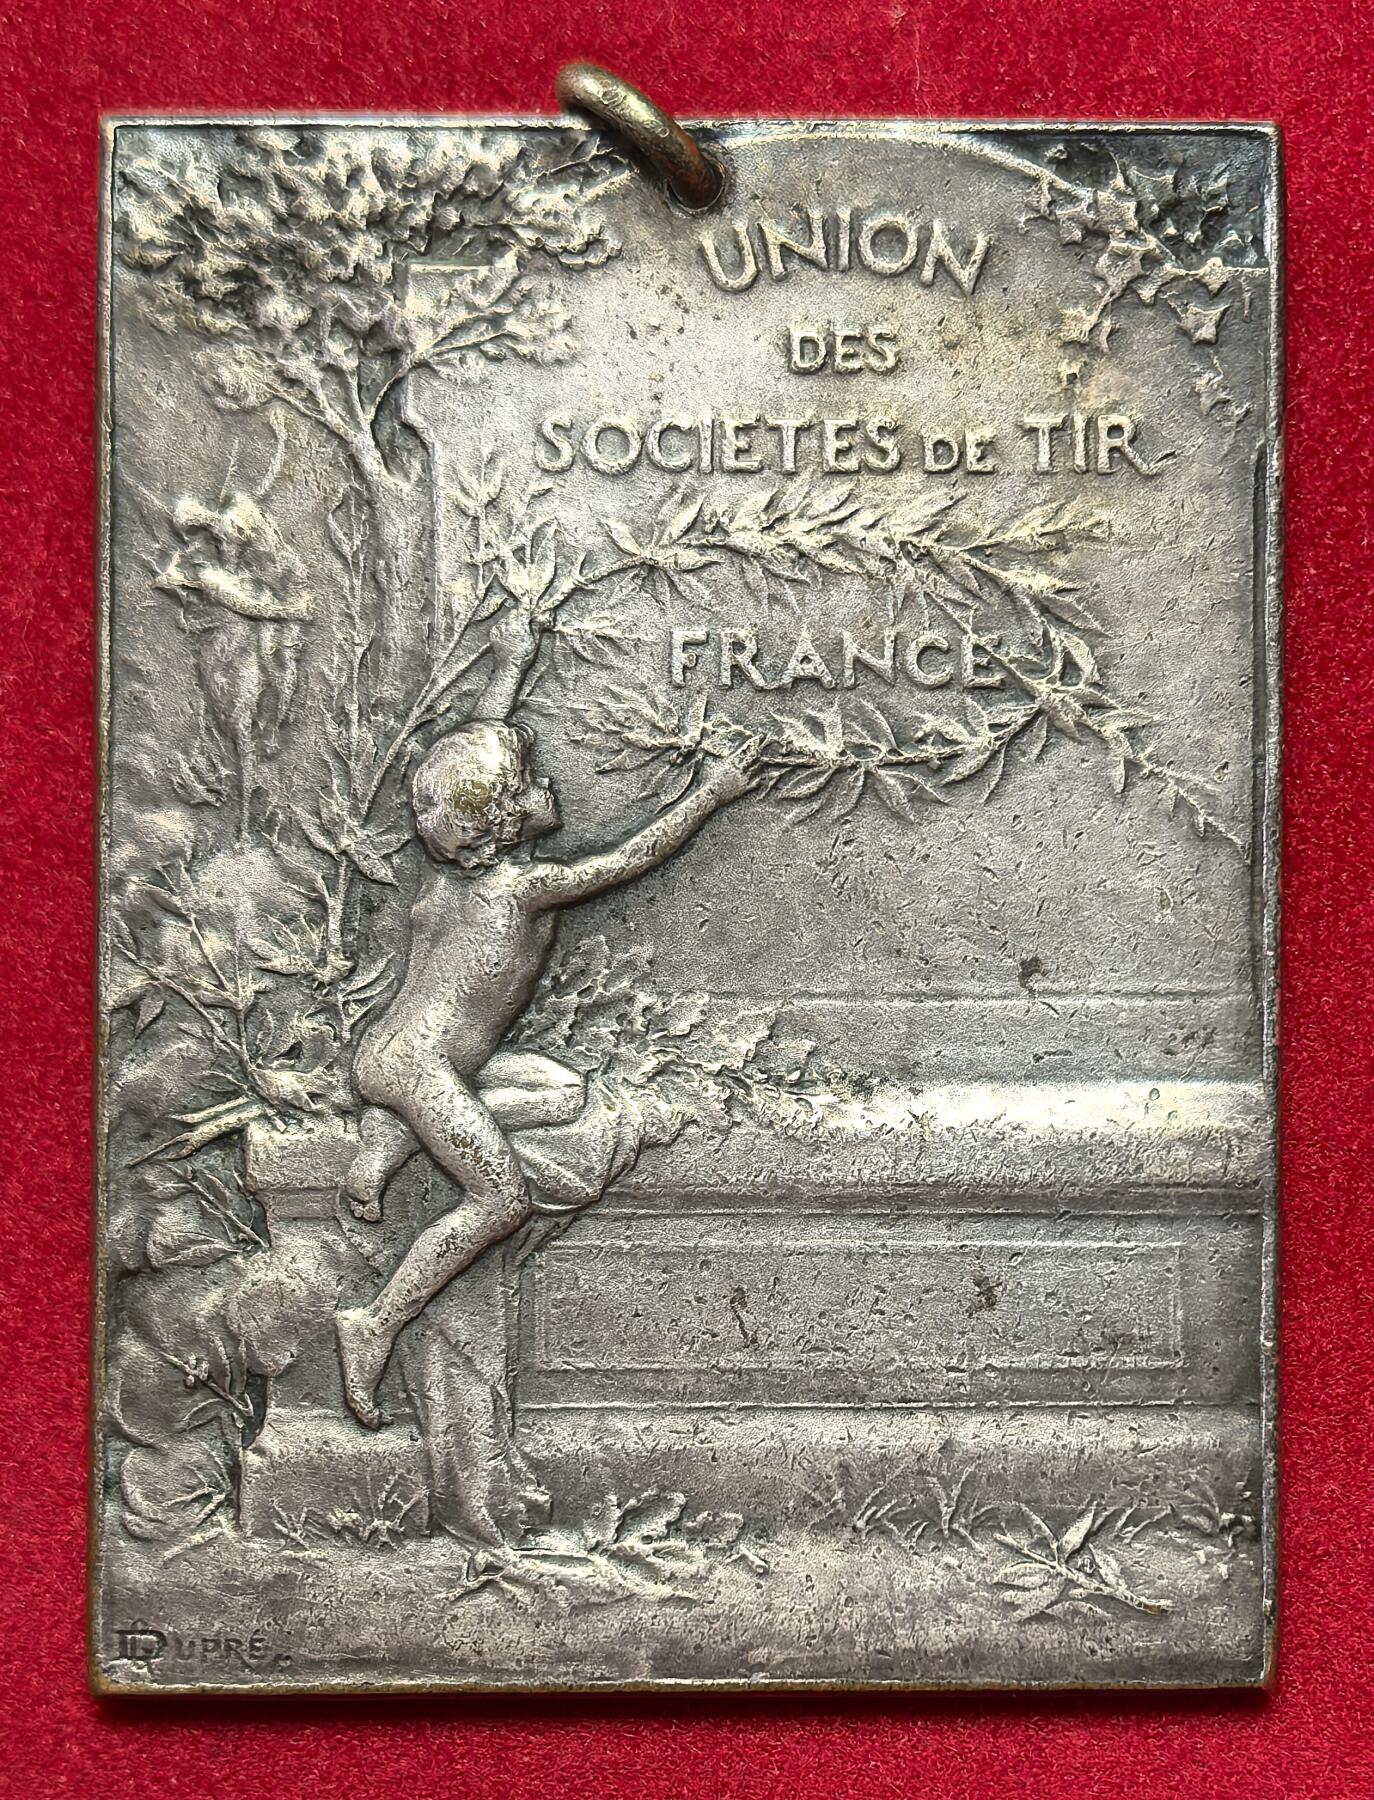 UNION
DES
SOCIETES DE TIR
FRANCE
DUPRÉ